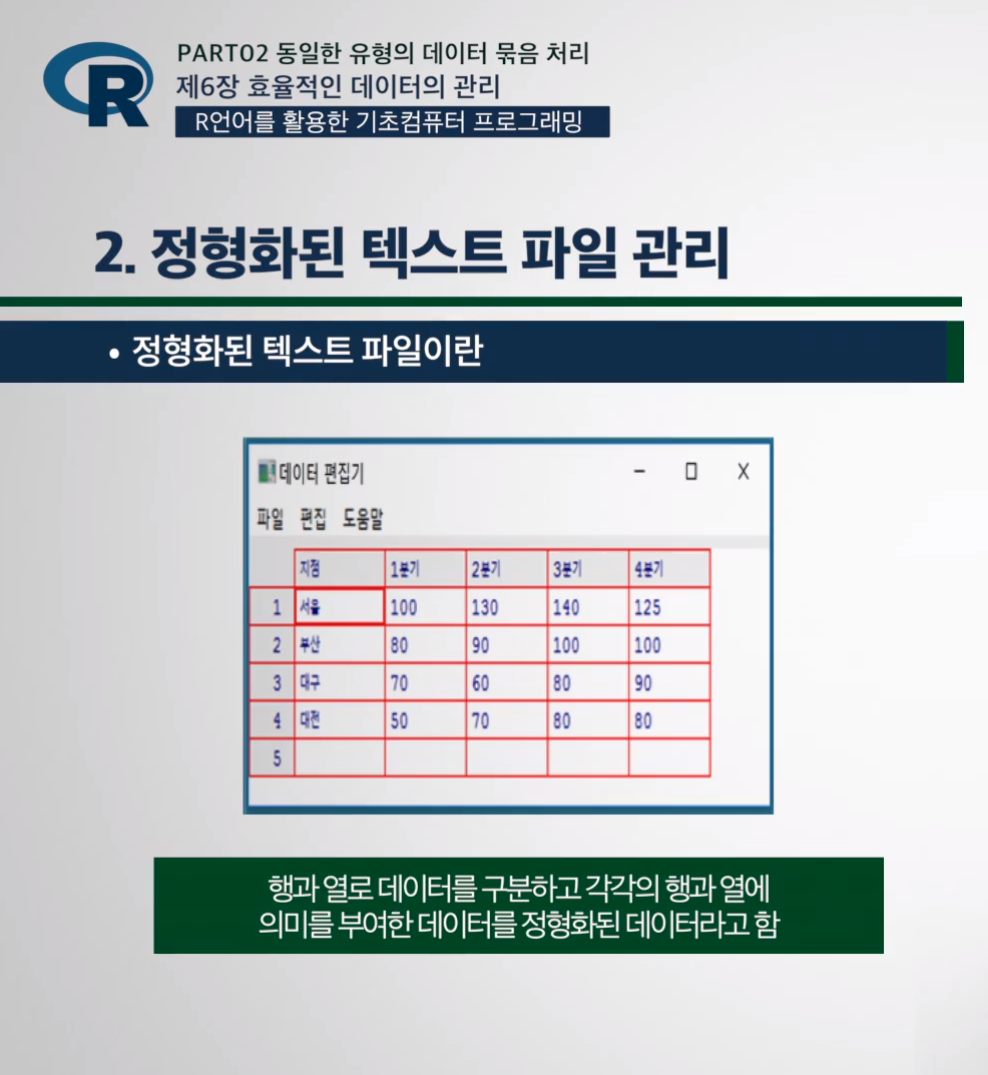 R
PART02 동일한 유형의 데이터 묶음 처리
제6장 효율적인 데이터의 관리
R언어를 활용한 기초컴퓨터 프로그래밍
2. 정형화된 텍스트 파일 관리
• 정형화된 텍스트 파일이란
데이터 편집기
파일 편집 도움말
지점 1분기 2분기 3분기 4분기
1 서울 100 130 140 125
2 부산 80 90 100 100
3 대구 70 60 80 90
4 대전 50 70 80 80
5
행과 열로 데이터를 구분하고 각각의 행과 열에
의미를 부여한 데이터를 정형화된 데이터라고 함